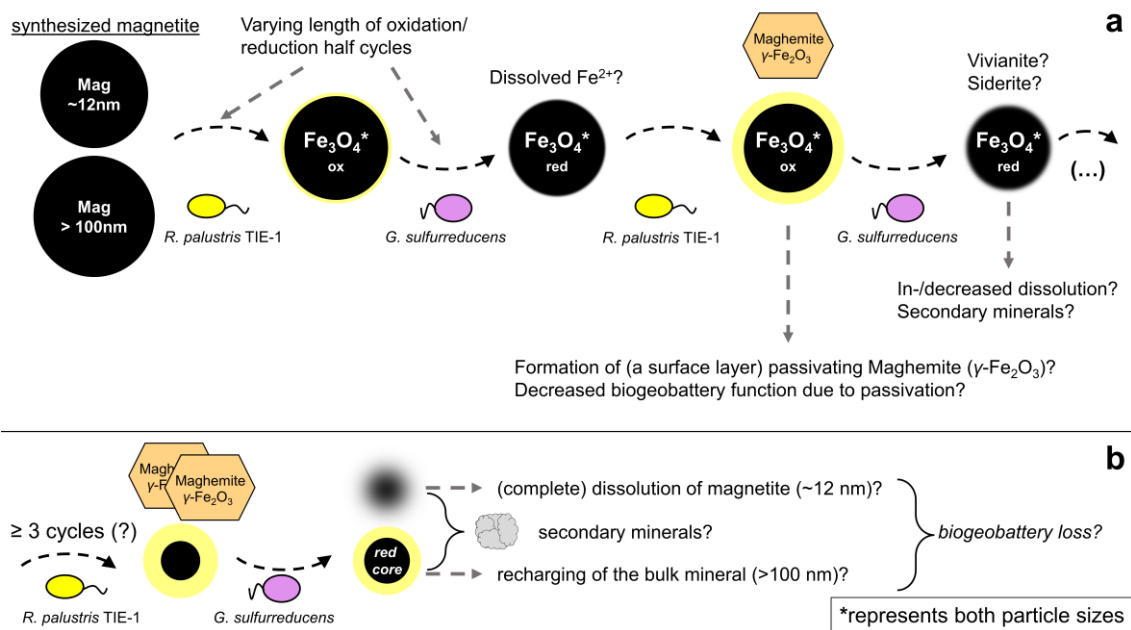 a
synthesized magnetite
Mag
~12nm
Mag
> 100nm
Varying length of oxidation/
reduction half cycles
R. palustris TIE-1
Fe₃O₄*
ox
G. sulfurreducens
Dissolved Fe²⁺?
Fe₃O₄*
red
R. palustris TIE-1
Maghemite
γ-Fe₂O₃
Fe₃O₄*
ox
G. sulfurreducens
Vivianite?
Siderite?
Fe₃O₄*
red
(...)
In-/decreased dissolution?
Secondary minerals?
Formation of (a surface layer) passivating Maghemite (γ-Fe₂O₃)?
Decreased biogeobattery function due to passivation?
b
≥ 3 cycles (?)
R. palustris TIE-1
Maghemite
γ-Fe₂O₃
G. sulfurreducens
red
core
(complete) dissolution of magnetite (~12 nm)?
secondary minerals?
recharging of the bulk mineral (>100 nm)?
biogeobattery loss?
*represents both particle sizes